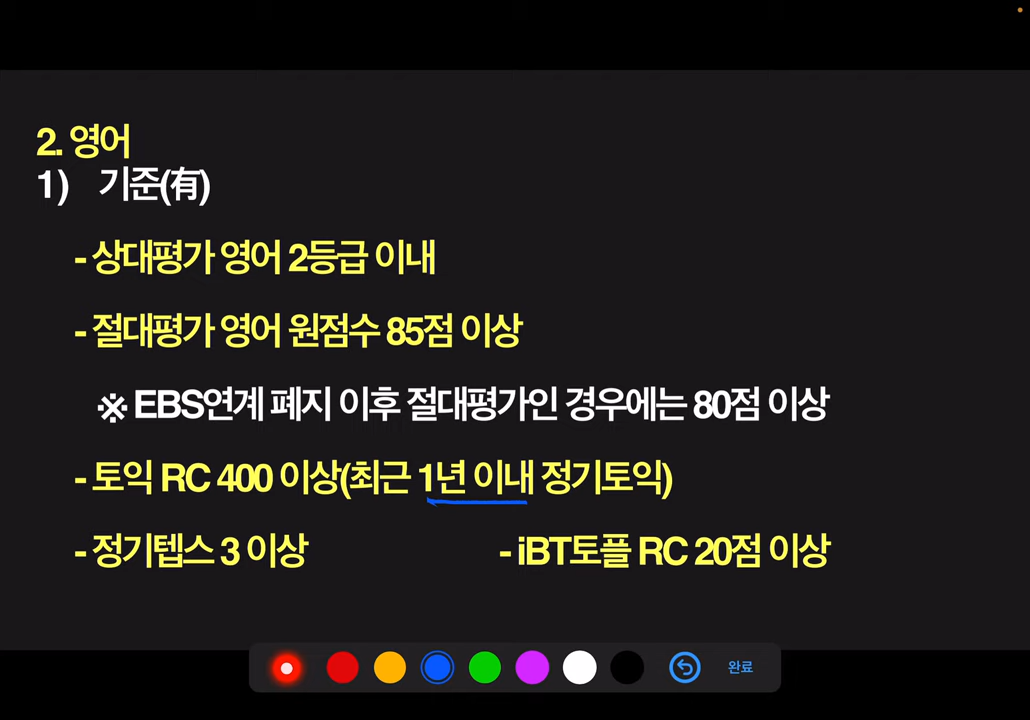 2. 영어
1) 기준(有)
- 상대평가 영어 2등급 이내
- 절대평가 영어 원점수 85점 이상
※ EBS연계 폐지 이후 절대평가인 경우에는 80점 이상
- 토익 RC 400 이상(최근 1년 이내 정기토익)
- 정기텝스 3 이상 - iBT토플 RC 20점 이상
완료